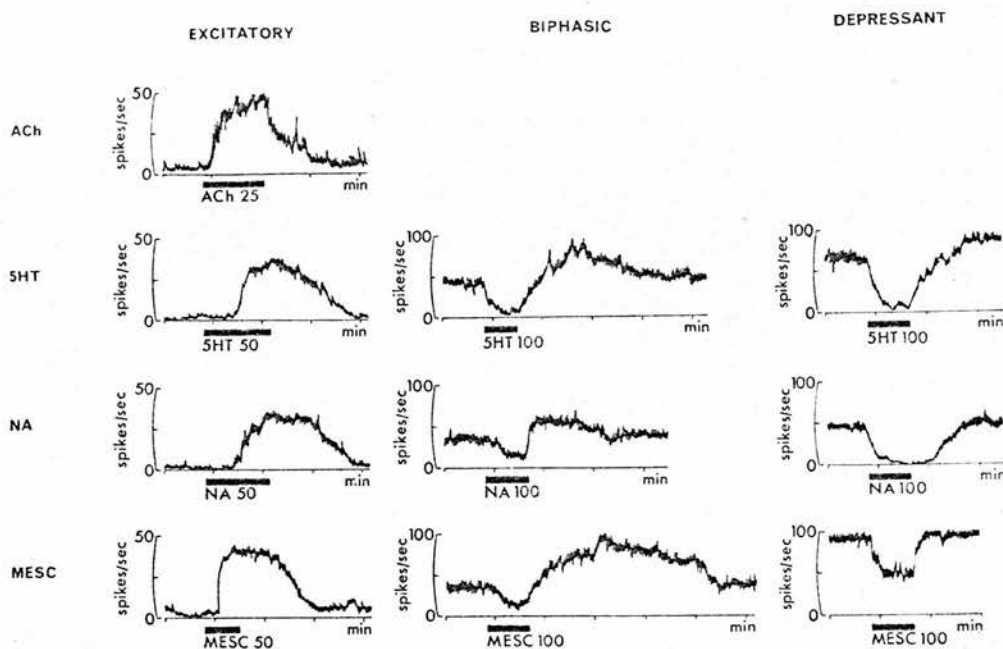 EXCITATORY
BIPHASIC
DEPRESSANT
ACh
spikes/sec
50
0
min
ACh 25
5HT
spikes/sec
50
0
min
5HT 50
spikes/sec
100
0
min
5HT 100
spikes/sec
100
0
min
5HT 100
NA
spikes/sec
50
0
min
NA 50
spikes/sec
100
0
min
NA 100
spikes/sec
100
0
min
NA 100
MESC
spikes/sec
50
0
min
MESC 50
spikes/sec
100
0
min
MESC 100
spikes/sec
100
0
min
MESC 100